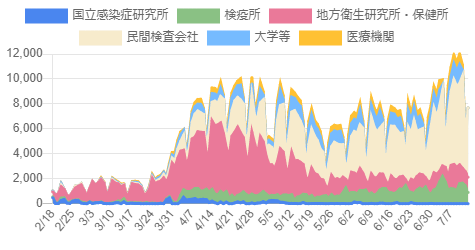 国立感染症研究所 検疫所 地方衛生研究所・保健所
民間検査会社 大学等 医療機関
12,000
10,000
8,000
6,000
4,000
2,000
0
2/18 2/25 3/3 3/10 3/17 3/24 3/31 4/7 4/14 4/21 4/28 5/5 5/12 5/19 5/26 6/2 6/9 6/16 6/23 6/30 7/7